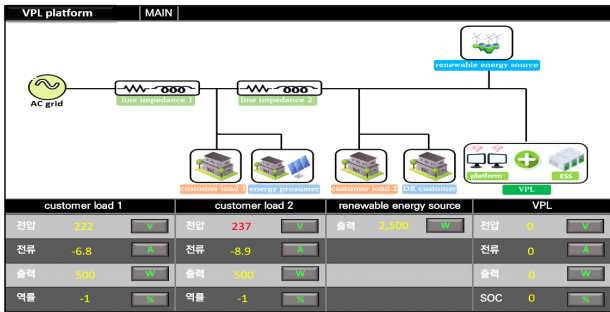 VPL platform MAIN
renewable energy source
AC grid
line impedance 1 line impedance 2
customer load 1 energy prosumer customer load 2 DR customer
platform ESS
VPL
customer load 1 customer load 2 renewable energy source VPL
전압 222 V 전압 237 V 출력 2,500 W 전압 0 V
전류 -6.8 A 전류 -8.9 A 전류 0 A
출력 500 W 출력 500 W 출력 0 W
역률 -1 % 역률 -1 % SOC 0 %